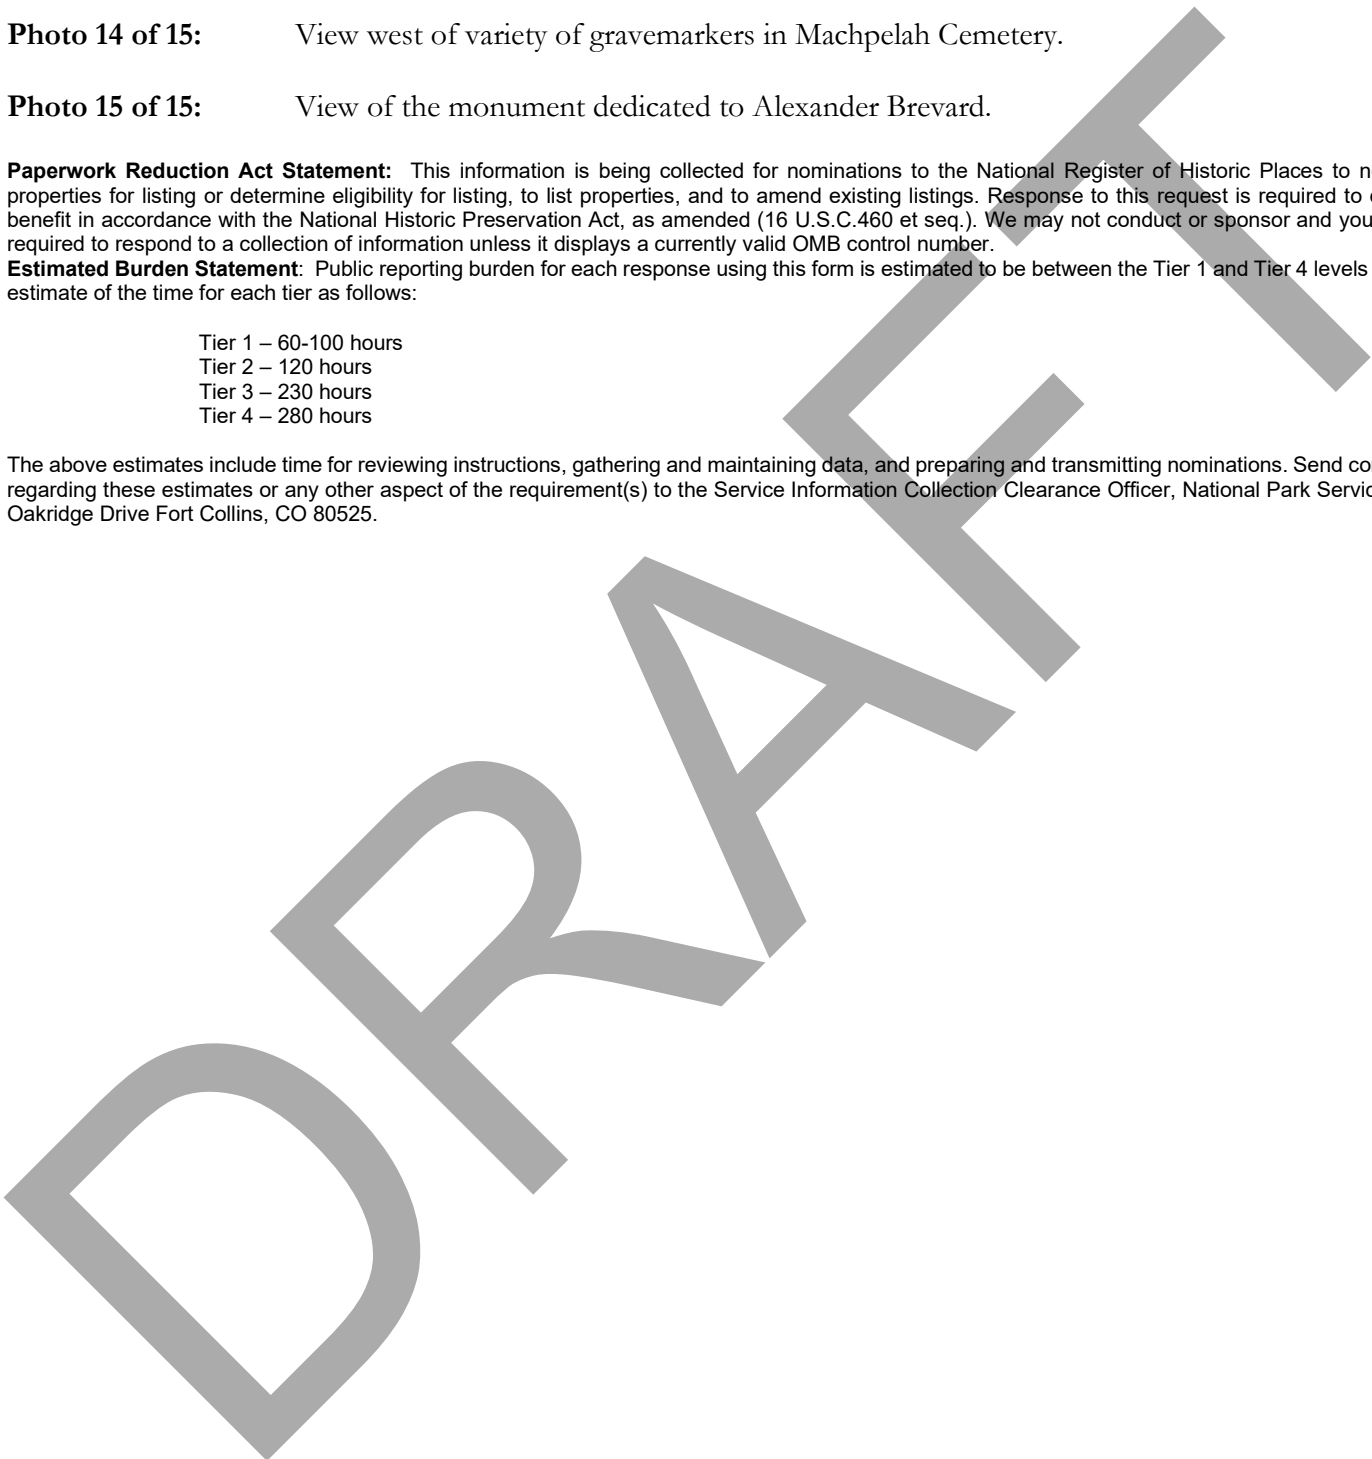 Photo 14 of 15: View west of variety of gravemarkers in Machpelah Cemetery.
Photo 15 of 15: View of the monument dedicated to Alexander Brevard.
Paperwork Reduction Act Statement: This information is being collected for nominations to the National Register of Historic Places to
properties for listing or determine eligibility for listing, to list properties, and to amend existing listings. Response to this request is required to
benefit in accordance with the National Historic Preservation Act, as amended (16 U.S.C.460 et seq.). We may not conduct or sponsor and you
required to respond to a collection of information unless it displays a currently valid OMB control number.
Estimated Burden Statement: Public reporting burden for each response using this form is estimated to be between the Tier 1 and Tier 4 levels
estimate of the time for each tier as follows:
Tier 1 – 60-100 hours
Tier 2 – 120 hours
Tier 3 – 230 hours
Tier 4 – 280 hours
The above estimates include time for reviewing instructions, gathering and maintaining data, and preparing and transmitting nominations. Send
regarding these estimates or any other aspect of the requirement(s) to the Service Information Collection Clearance Officer, National Park
Oakridge Drive Fort Collins, CO 80525.
DRAFT